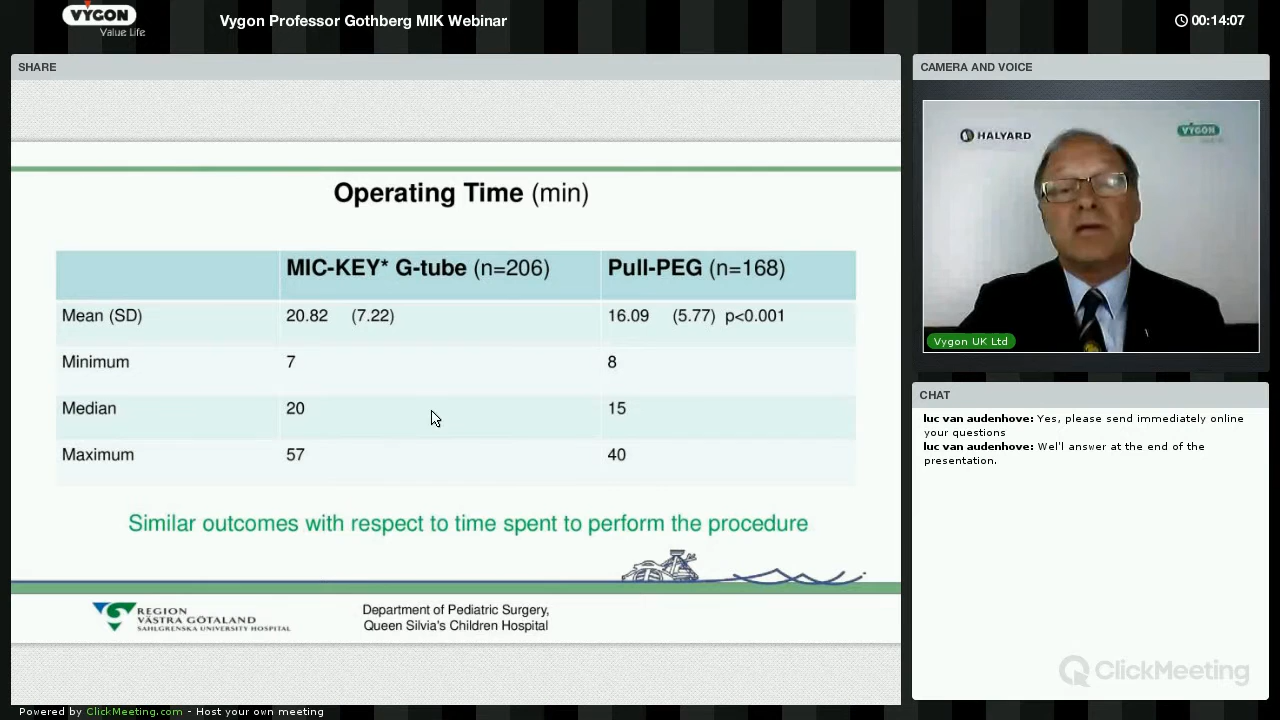 VYGON
Value Life
Vygon Professor Gothberg MIK Webinar
00:14:07
SHARE
Operating Time (min)
MIC-KEY* G-tube (n=206) Pull-PEG (n=168)
Mean (SD) 20.82 (7.22) 16.09 (5.77) p<0.001
Minimum 7 8
Median 20 15
Maximum 57 40
Similar outcomes with respect to time spent to perform the procedure
REGION
VÄSTRA GÖTALAND
SAHLGRENSKA UNIVERSITY HOSPITAL
Department of Pediatric Surgery,
Queen Silvia's Children Hospital
CAMERA AND VOICE
HALYARD
VYGON
Vygon UK Ltd
CHAT
luc van audenhove: Yes, please send immediately online
your questions
luc van audenhove: Wel'l answer at the end of the
presentation.
ClickMeeting
Powered by ClickMeeting.com - Host your own meeting